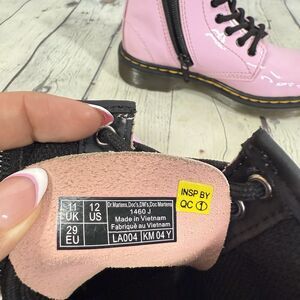 11 UK
12 US
29 EU
Dr.Martens,Doc's,DM's,Doc Martens
1460 J
Made in Vietnam
Fabriqué au Vietnam
LA004 KM 04 Y
INSP BY
QC 1